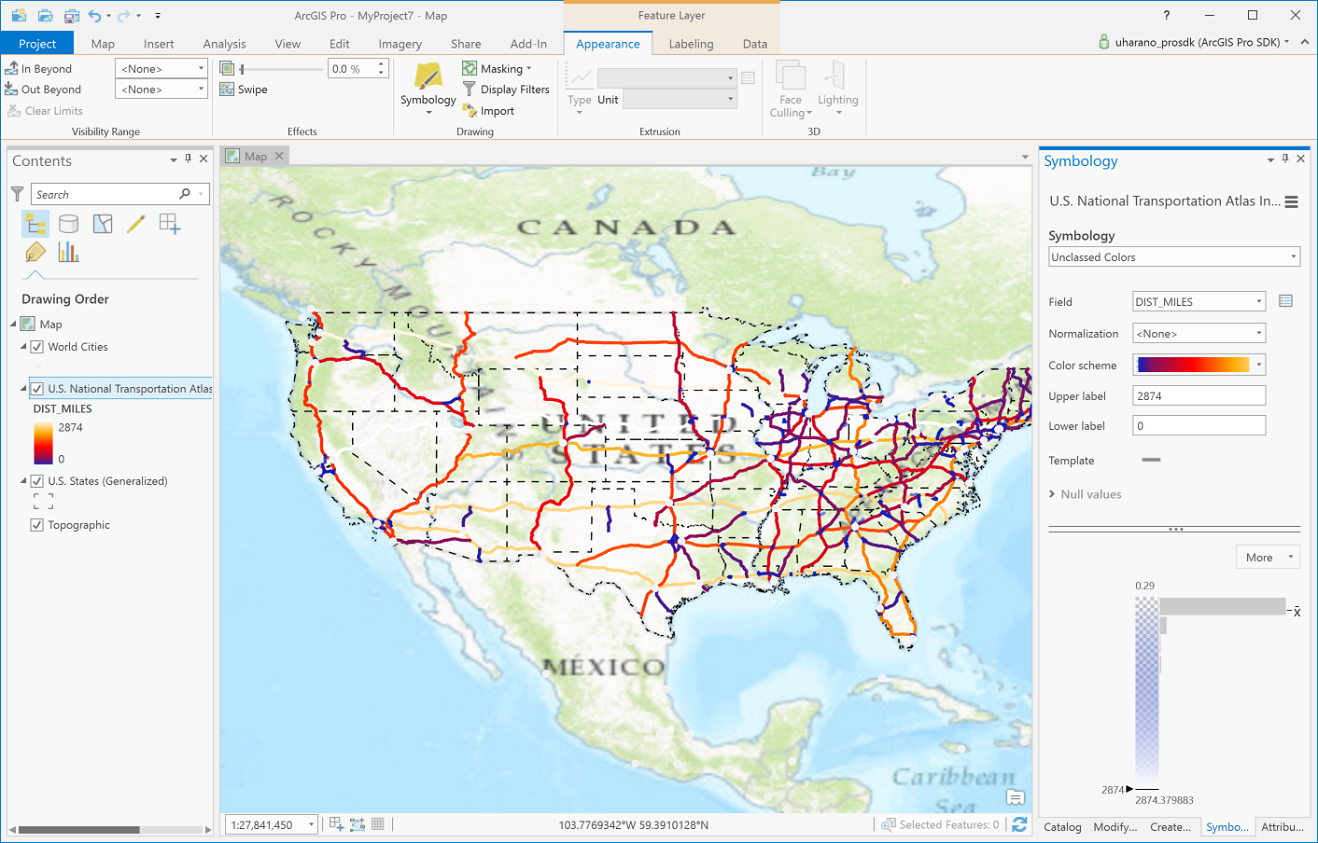 ArcGIS Pro - MyProject7 - Map
Feature Layer
?
Project Map Insert Analysis View Edit Imagery Share Add-In Appearance Labeling Data
uharano_prosdk (ArcGIS Pro SDK)
In Beyond <None>
Out Beyond <None>
Clear Limits
Visibility Range
0.0 %
Swipe
Effects
Symbology
Masking
Display Filters
Import
Drawing
Type Unit
Extrusion
Face Culling
Lighting
3D
Contents
Search
Drawing Order
Map
World Cities
U.S. National Transportation Atlas
DIST_MILES
2874
0
U.S. States (Generalized)
Topographic
Map
Bay
CANADA
ROCKY MOUNTAINS
UNITED
STATES
MÉXICO
Caribbean
Sea
1:27,841,450
103.7769342°W 59.3910128°N
Selected Features: 0
Symbology
U.S. National Transportation Atlas In...
Symbology
Unclassed Colors
Field DIST_MILES
Normalization <None>
Color scheme
Upper label 2874
Lower label 0
Template
Null values
More
0.29
x̄
2874
2874.379883
Catalog Modify... Create... Symbo... Attribu...